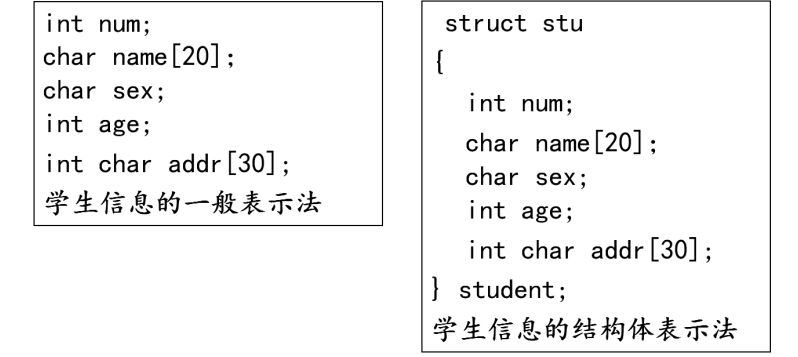 int num;
char name[20];
char sex;
int age;
int char addr[30];
学生信息的一般表示法
struct stu
{
int num;
char name[20];
char sex;
int age;
int char addr[30];
} student;
学生信息的结构体表示法